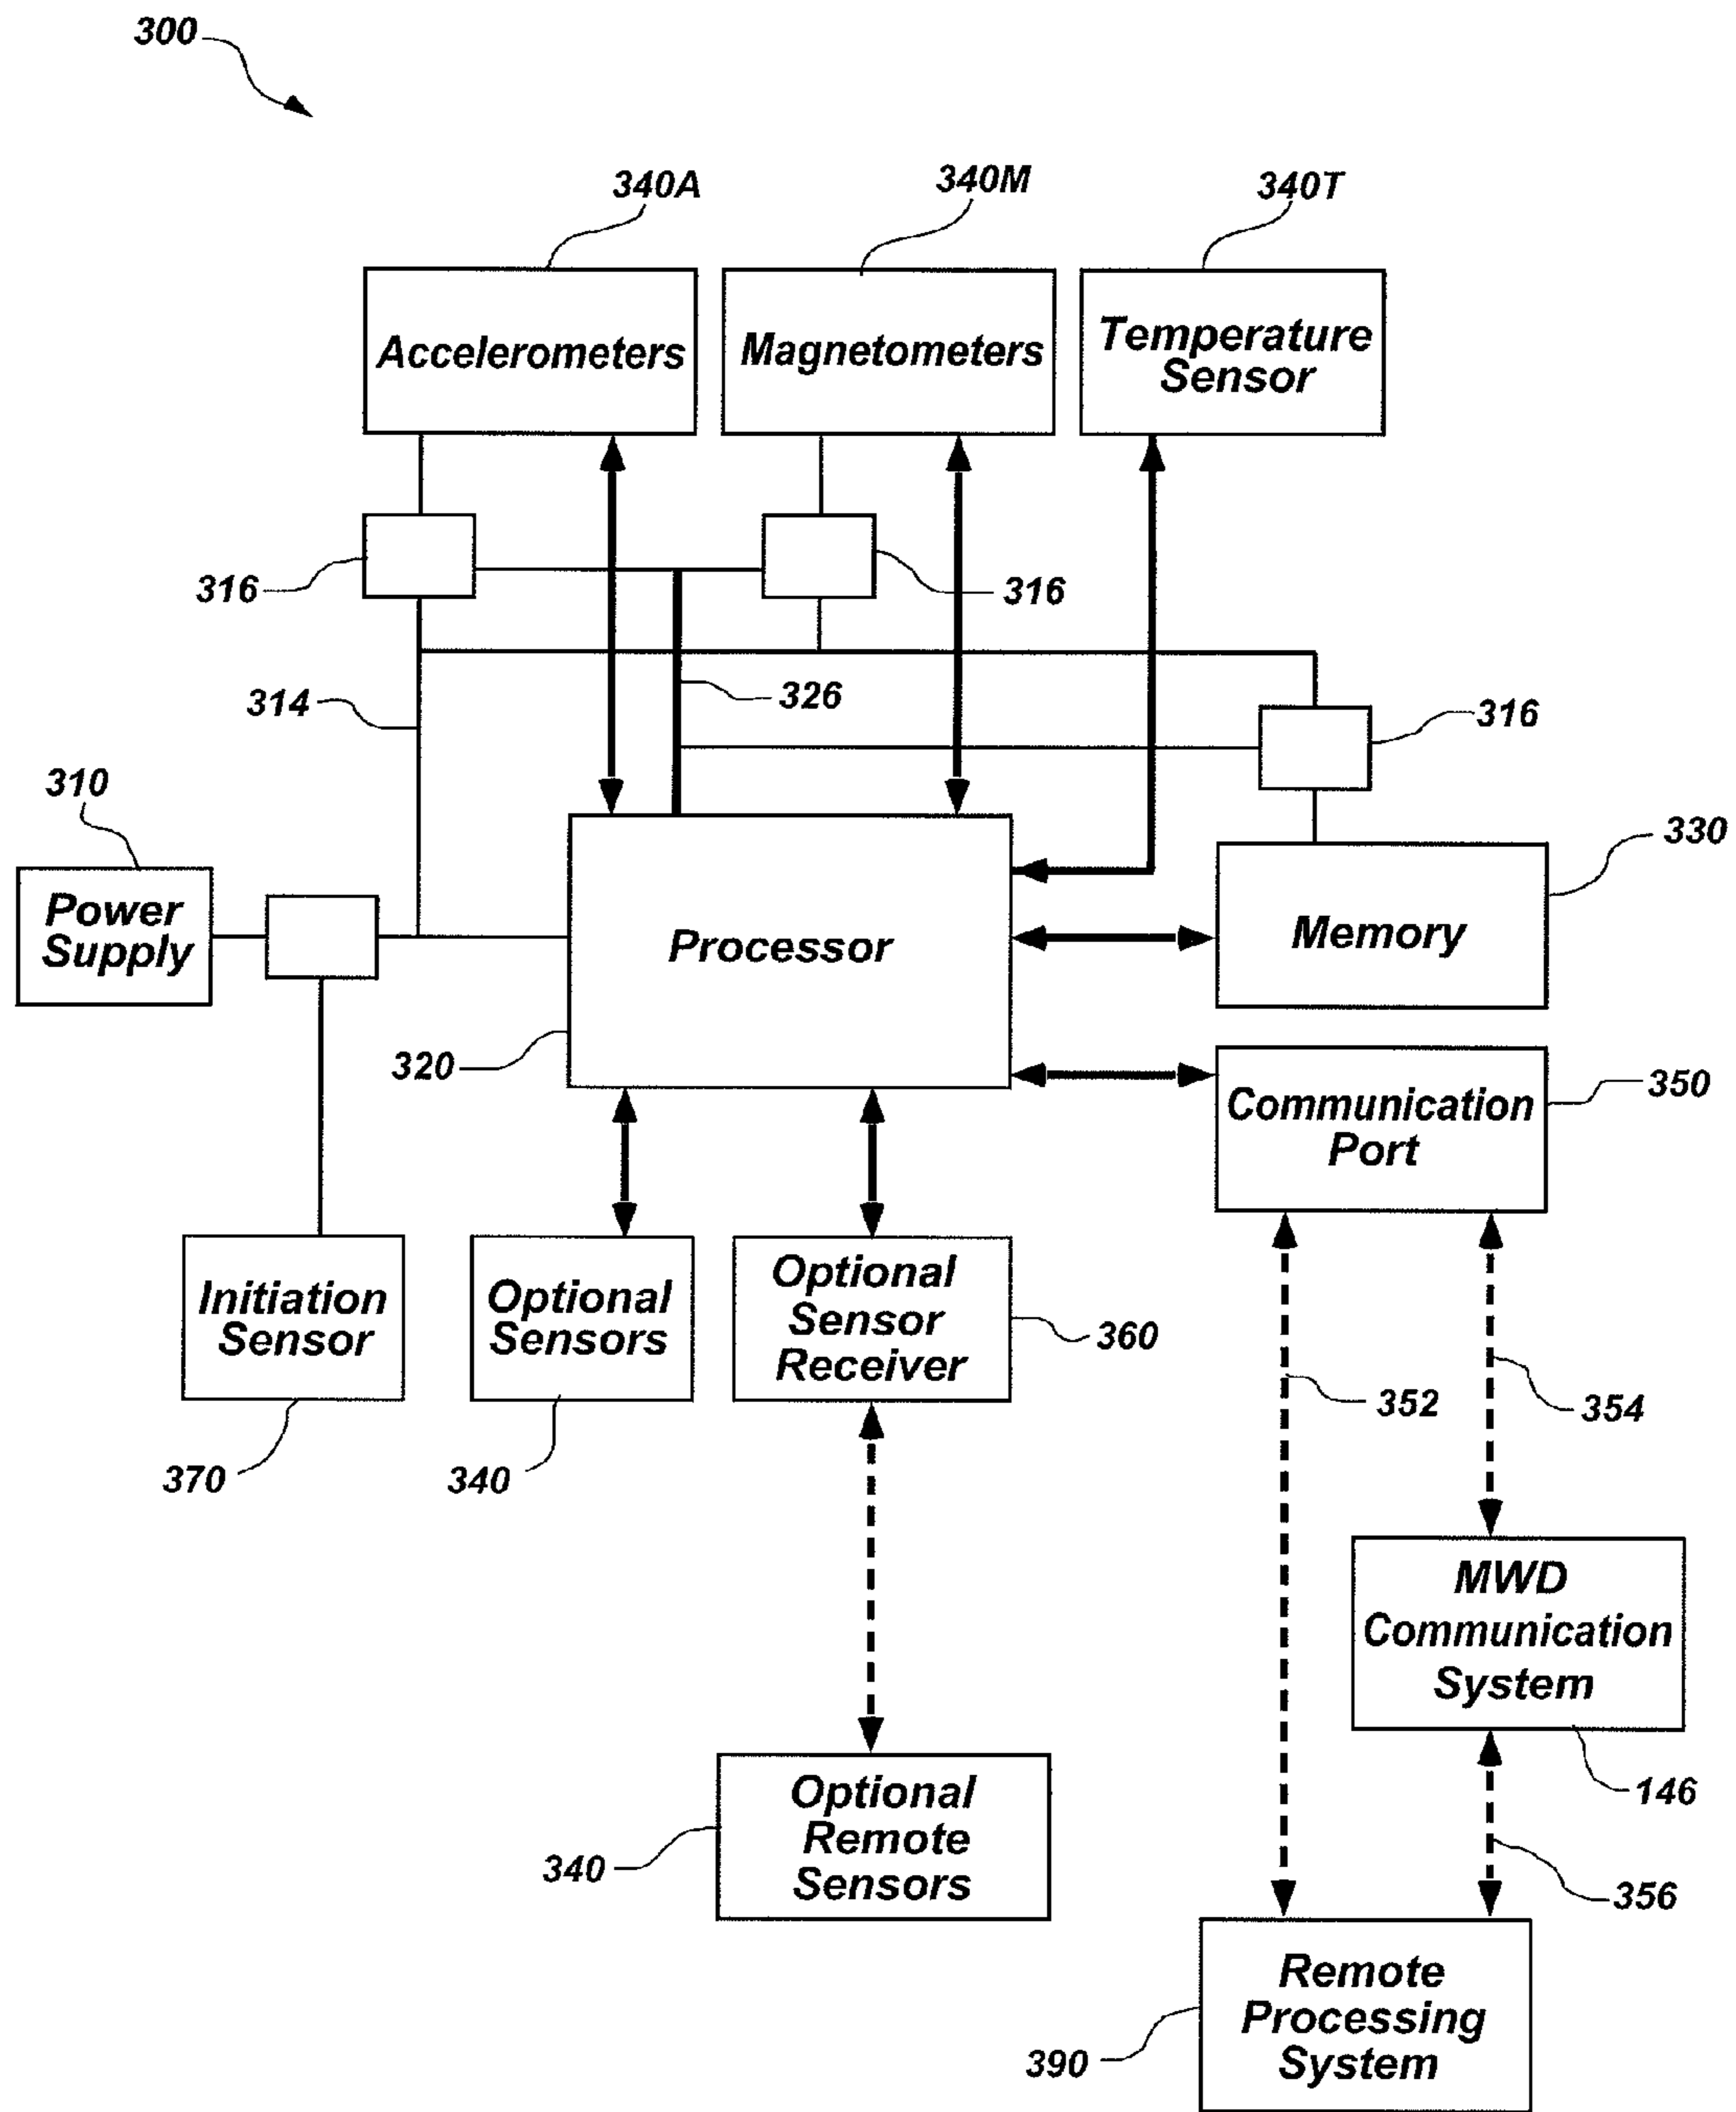 300
340A
340M
340T
Accelerometers
Magnetometers
Temperature
Sensor
316
316
314
326
316
310
330
Power
Supply
Processor
Memory
320
350
Communication
Port
Initiation
Sensor
Optional
Sensors
Optional
Sensor
Receiver
360
352
354
370
340
MWD
Communication
System
146
Optional
Remote
Sensors
340
356
Remote
Processing
System
390